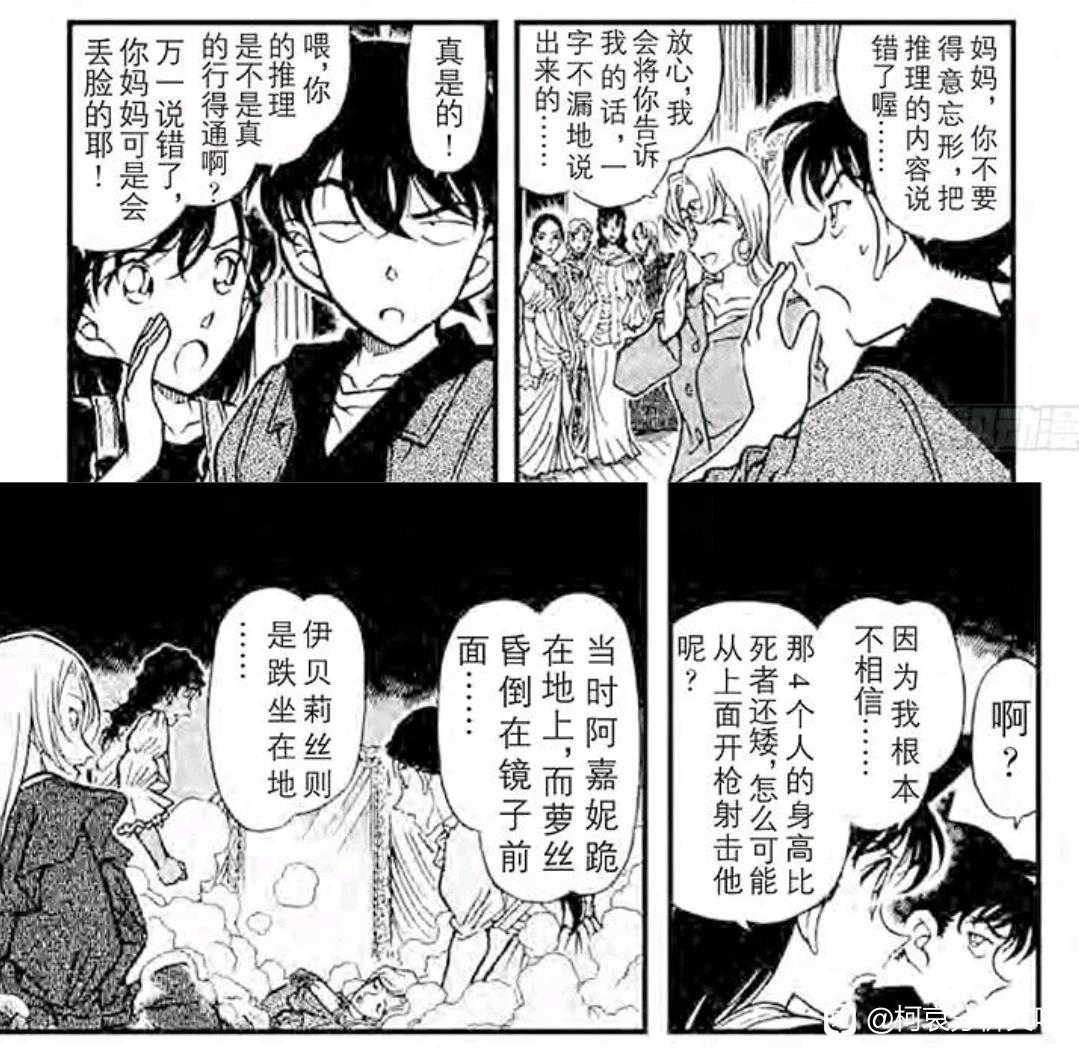 妈妈，你不要
得意忘形，把
推理的内容说
错了喔……
放心，我
会将你告诉
我的话，一
字不漏地说
出来的……
真是的！
喂，你
的推理
是不是真
的行得通啊？
万一说错了，
你妈妈可是会
丢脸的耶！
啊？
因为我根本
不相信……
那4个人的身高比
死者还矮，怎么可能
从上面开枪射击他
呢？
当时阿嘉妮跪
在地上，而萝丝
昏倒在镜子前
面……
伊贝莉丝则
是跌坐在地
……
动漫